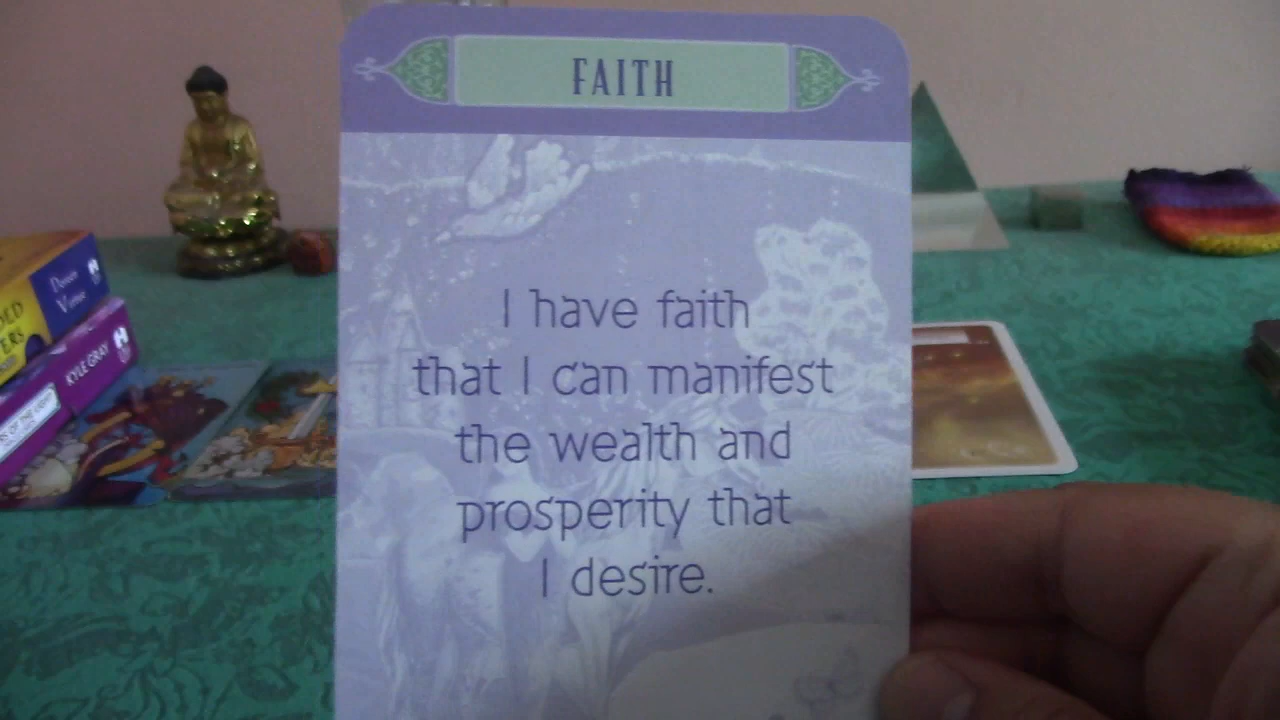 FAITH
I have faith
that I can manifest
the wealth and
prosperity that
I desire.
KYLE GRAY